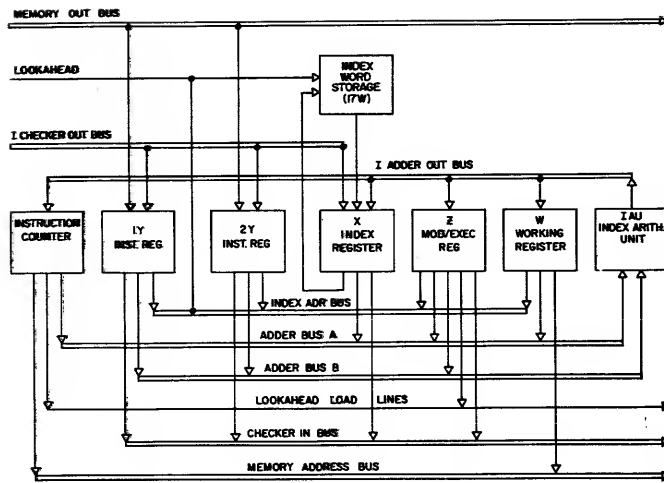 MEMORY OUT BUS
LOOKAHEAD
INDEX
WORD
STORAGE
(17W)
I CHECKER OUT BUS
I ADDER OUT BUS
INSTRUCTION
COUNTER
1Y
INST. REG.
2Y
INST. REG
X
INDEX
REGISTER
Z
MOB/EXEC
REG
W
WORKING
REGISTER
IAU
INDEX ARITH.
UNIT
INDEX ADR BUS
ADDER BUS A
ADDER BUS B
LOOKAHEAD LOAD LINES
CHECKER IN BUS
MEMORY ADDRESS BUS